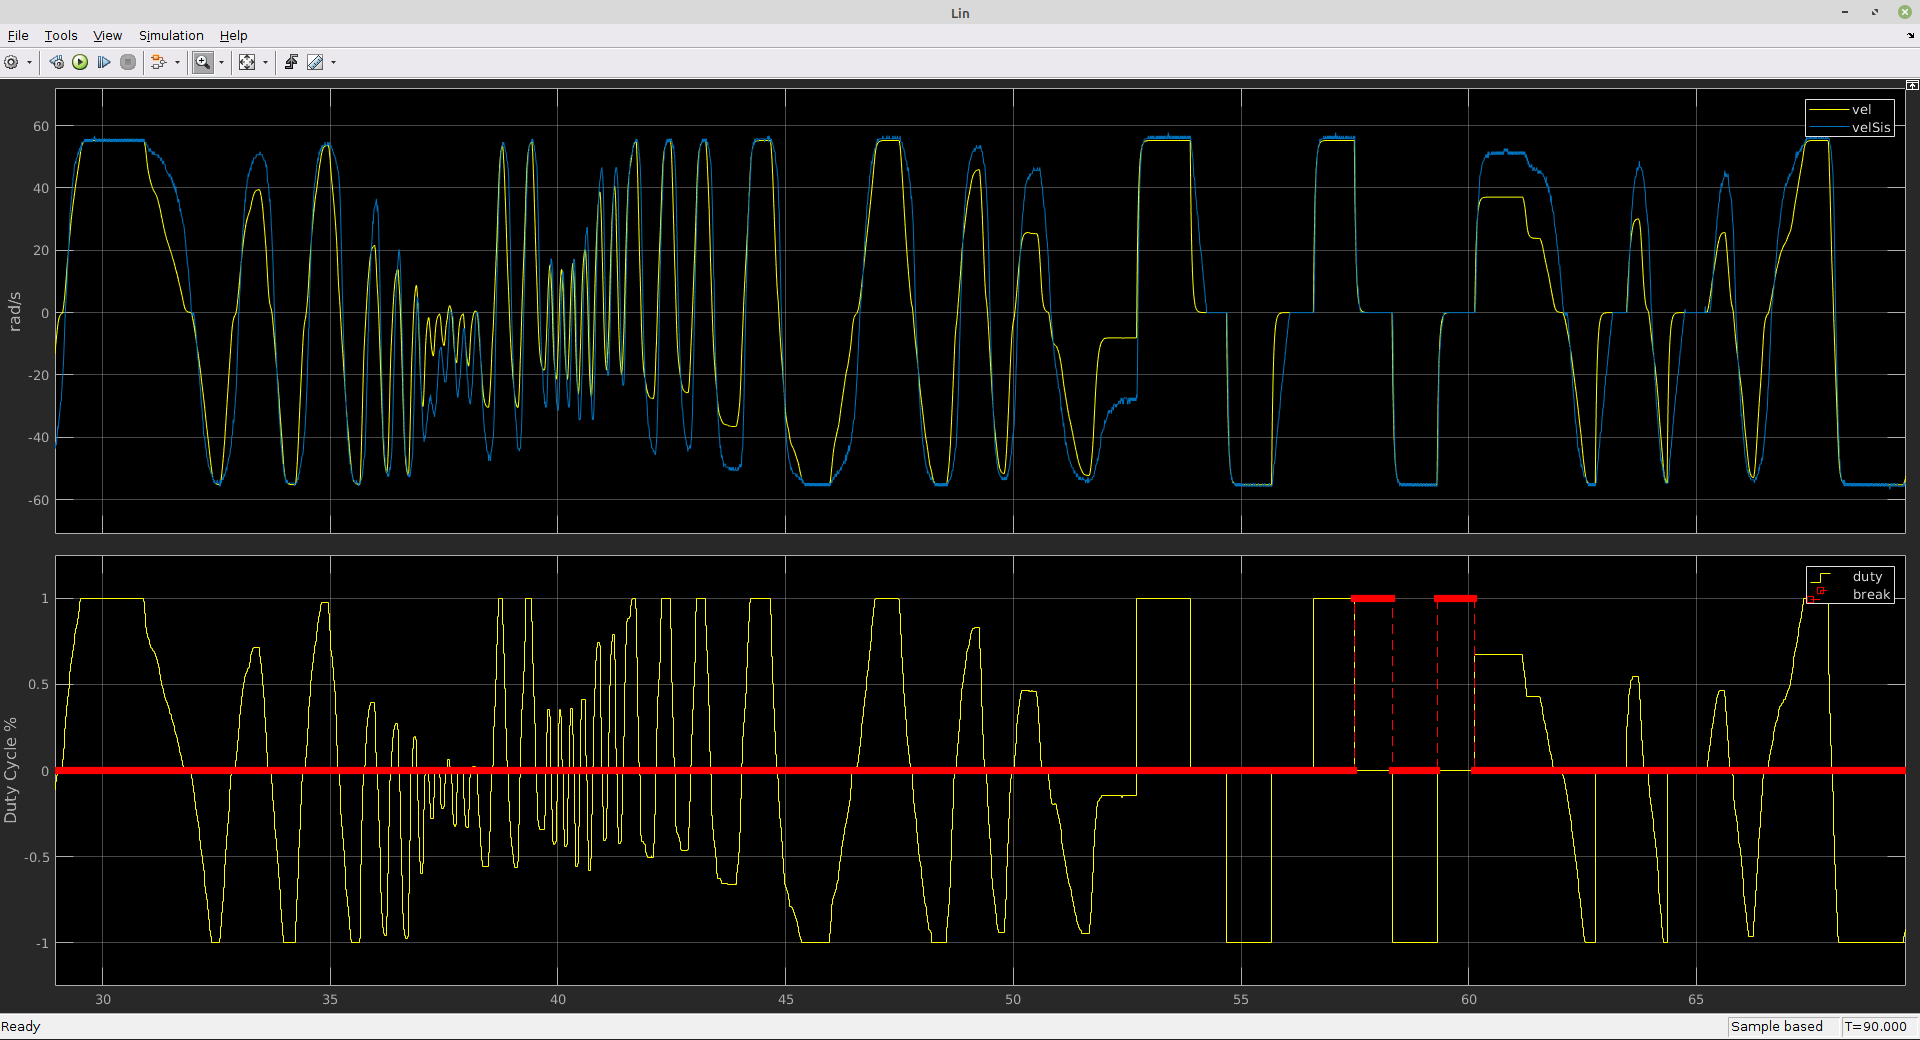 Lin
File Tools View Simulation Help
vel
velSis
60
40
20
0
-20
-40
-60
rad/s
duty
break
1
0.5
0
-0.5
-1
Duty Cycle %
30 35 40 45 50 55 60 65
Ready
Sample based T=90.000